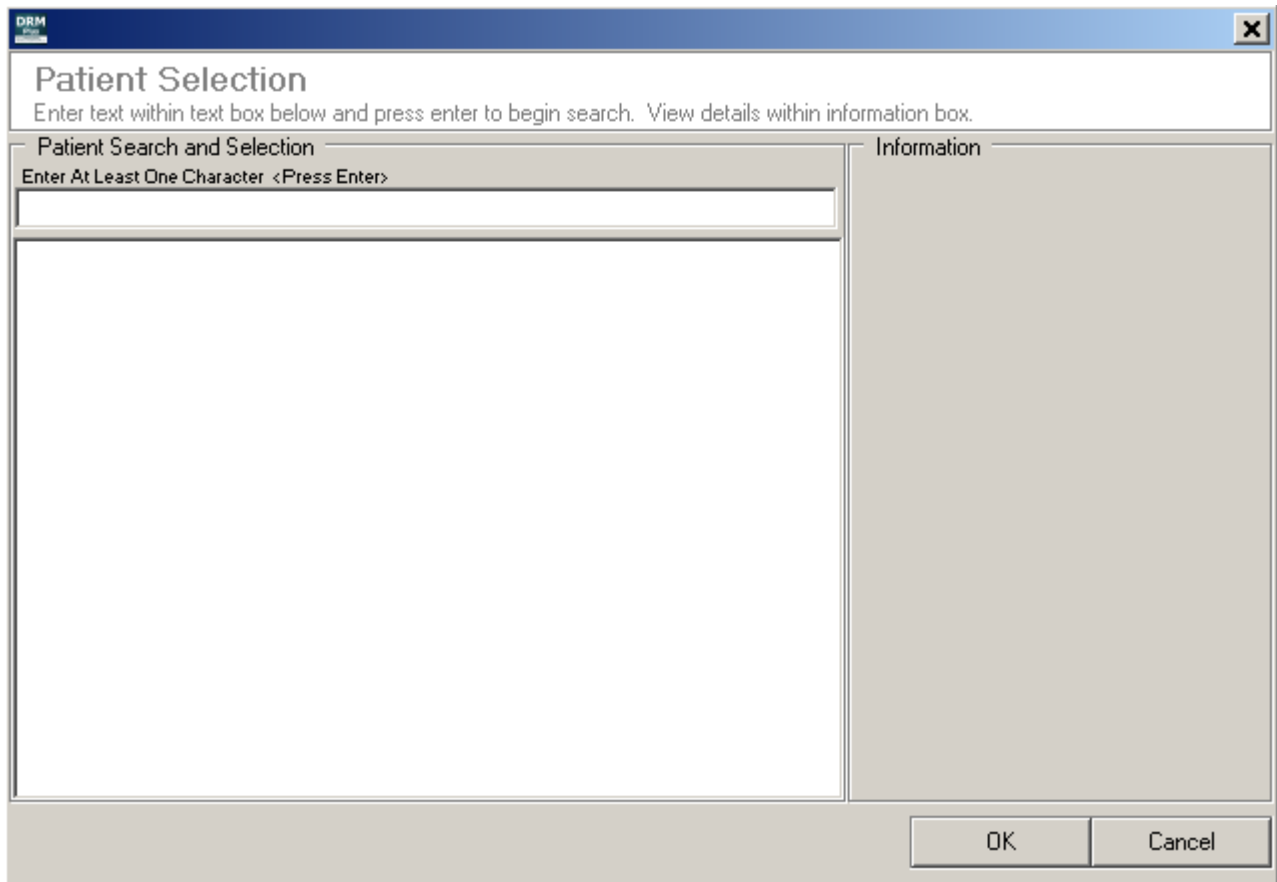 DRM
Plus
Patient Selection
Enter text within text box below and press enter to begin search.  View details within information box.
Patient Search and Selection
Enter At Least One Character <Press Enter>
Information
OK
Cancel